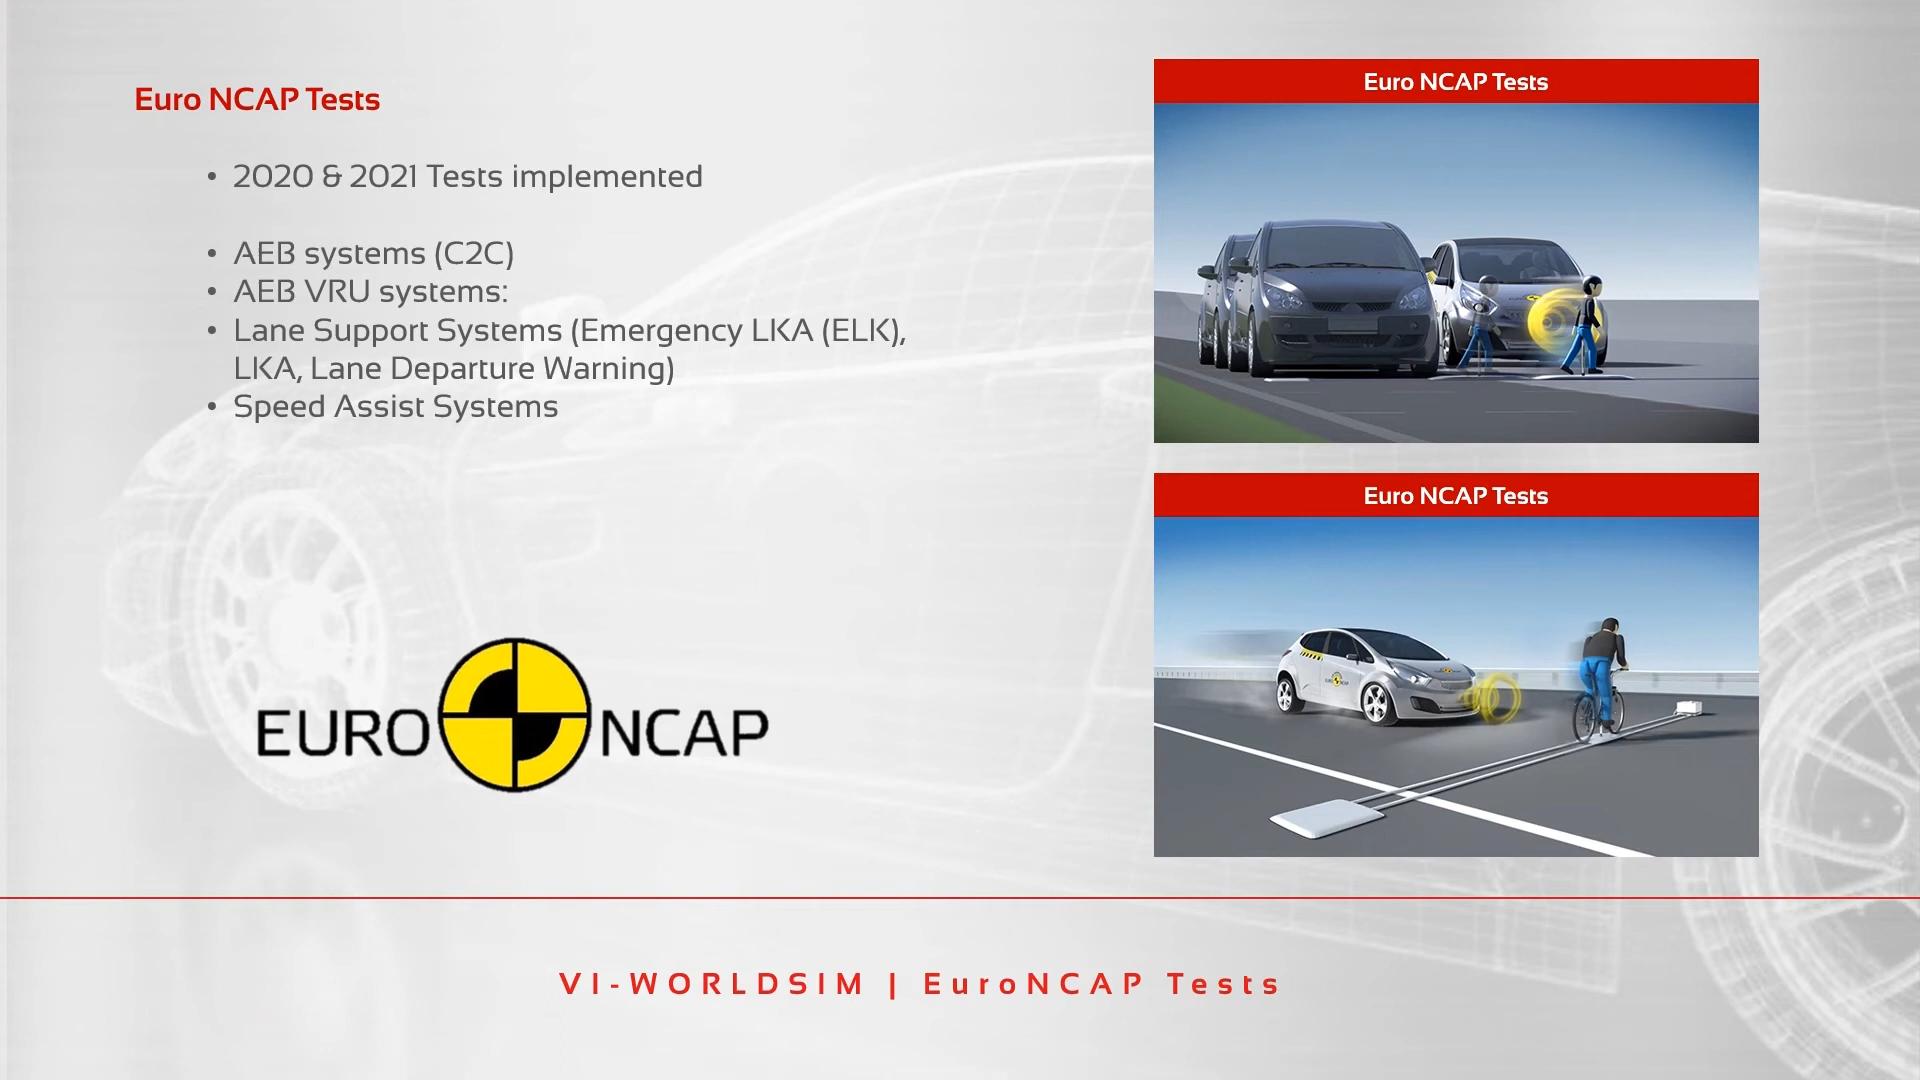 Euro NCAP Tests
• 2020 & 2021 Tests implemented
• AEB systems (C2C)
• AEB VRU systems:
• Lane Support Systems (Emergency LKA (ELK),
LKA, Lane Departure Warning)
• Speed Assist Systems
EURO NCAP
Euro NCAP Tests
Euro NCAP Tests
EURO NCAP
VI-WORLDSIM | EuroNCAP Tests